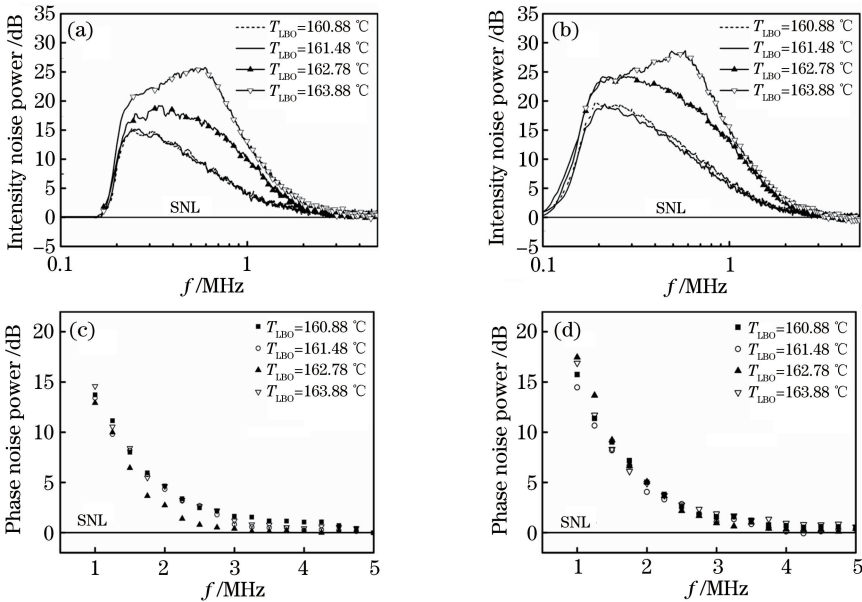 (a)
T_LBO=160.88 ℃
T_LBO=161.48 ℃
T_LBO=162.78 ℃
T_LBO=163.88 ℃
Intensity noise power /dB
35
30
25
20
15
10
5
0
−5
SNL
0.1
1
f /MHz
(b)
T_LBO=160.88 ℃
T_LBO=161.48 ℃
T_LBO=162.78 ℃
T_LBO=163.88 ℃
Intensity noise power /dB
35
30
25
20
15
10
5
0
−5
SNL
0.1
1
f /MHz
(c)
T_LBO=160.88 ℃
T_LBO=161.48 ℃
T_LBO=162.78 ℃
T_LBO=163.88 ℃
Phase noise power /dB
20
15
10
5
0
SNL
1 2 3 4 5
f /MHz
(d)
T_LBO=160.88 ℃
T_LBO=161.48 ℃
T_LBO=162.78 ℃
T_LBO=163.88 ℃
Phase noise power /dB
20
15
10
5
0
SNL
1 2 3 4 5
f /MHz